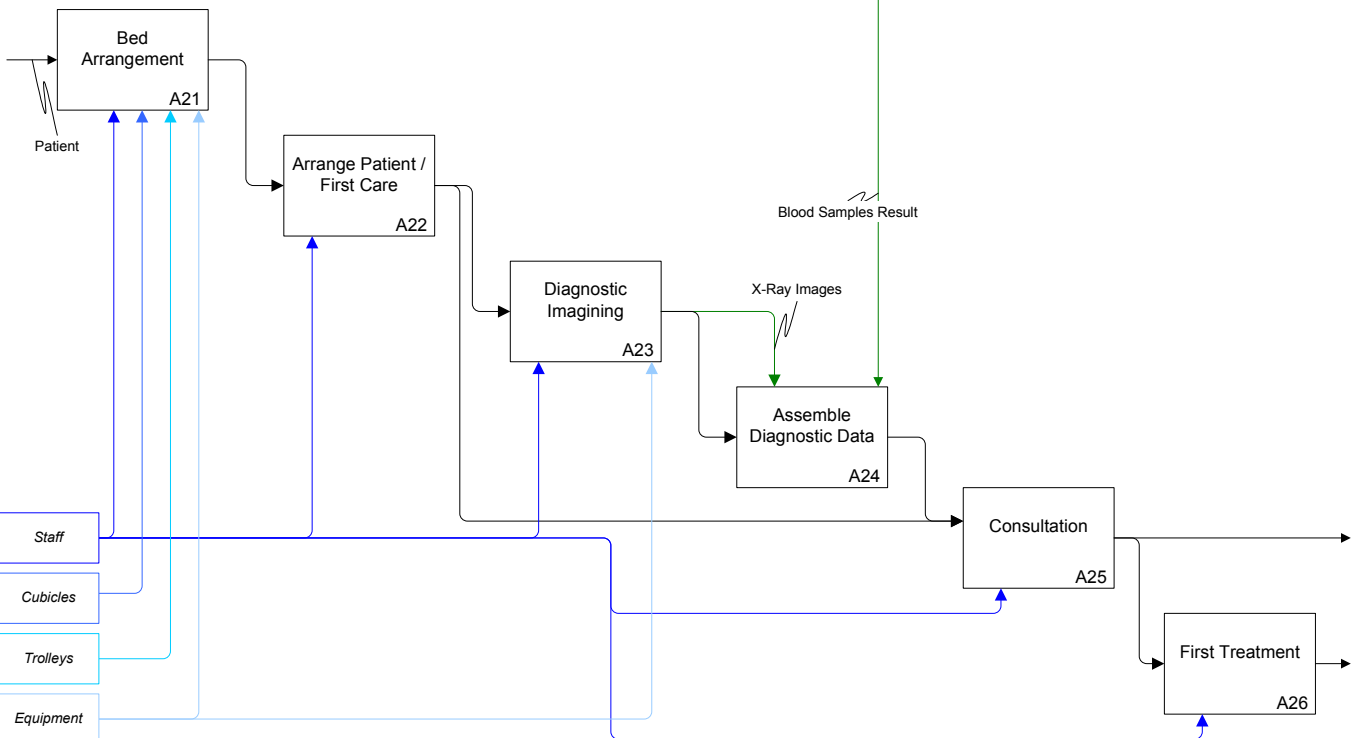 Bed
Arrangement
A21
Patient
Arrange Patient /
First Care
A22
Blood Samples Result
Diagnostic
Imagining
A23
X-Ray Images
Assemble
Diagnostic Data
A24
Consultation
A25
First Treatment
A26
Staff
Cubicles
Trolleys
Equipment